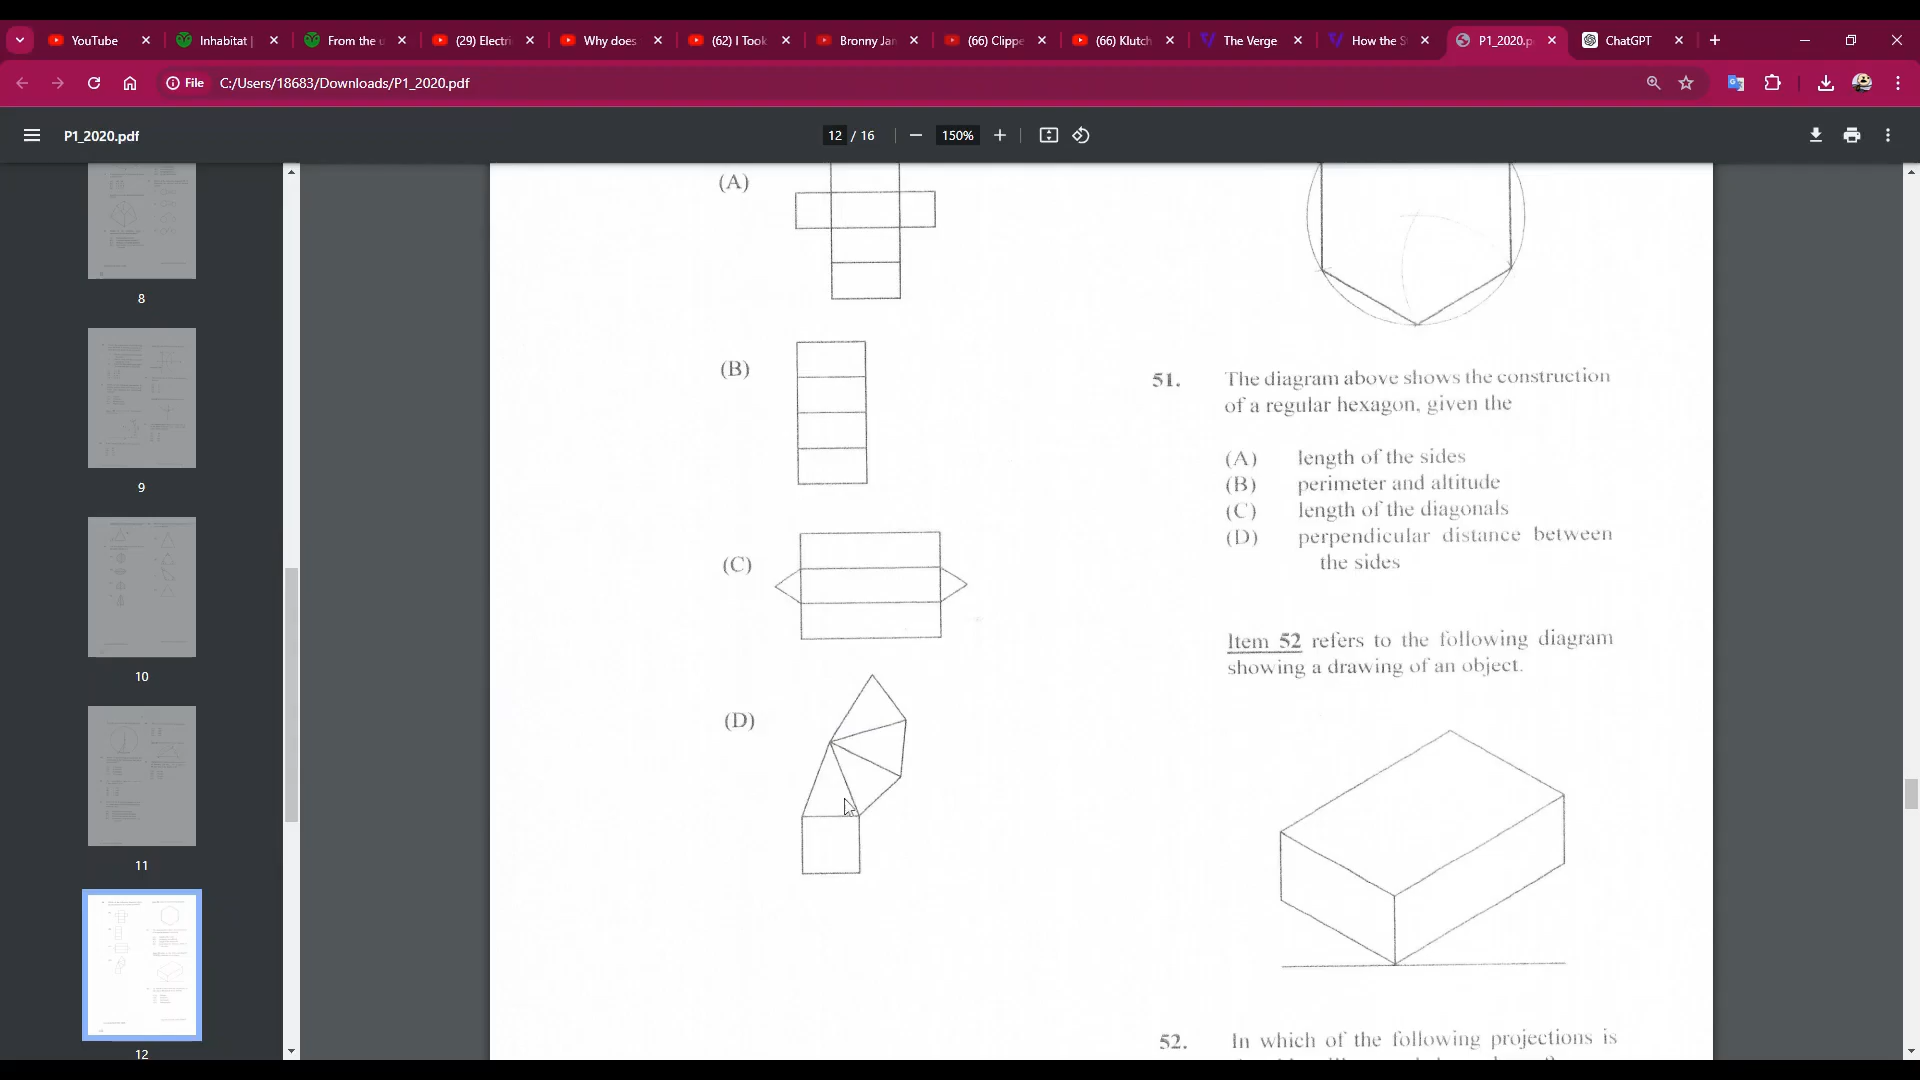 YouTube
Inhabitat |
From the u
(29) Electri
Why does
(62) I Took
Bronny Jar
(66) Clippe
(66) Klutch
The Verge
How the S
P1_2020.p
ChatGPT
File C:/Users/18683/Downloads/P1_2020.pdf
P1_2020.pdf
12 / 16
150%
8
9
10
11
12
(A)
(B)
(C)
(D)
51. The diagram above shows the construction
of a regular hexagon, given the
(A) length of the sides
(B) perimeter and altitude
(C) length of the diagonals
(D) perpendicular distance between
the sides
Item 52 refers to the following diagram
showing a drawing of an object.
52. In which of the following projections is